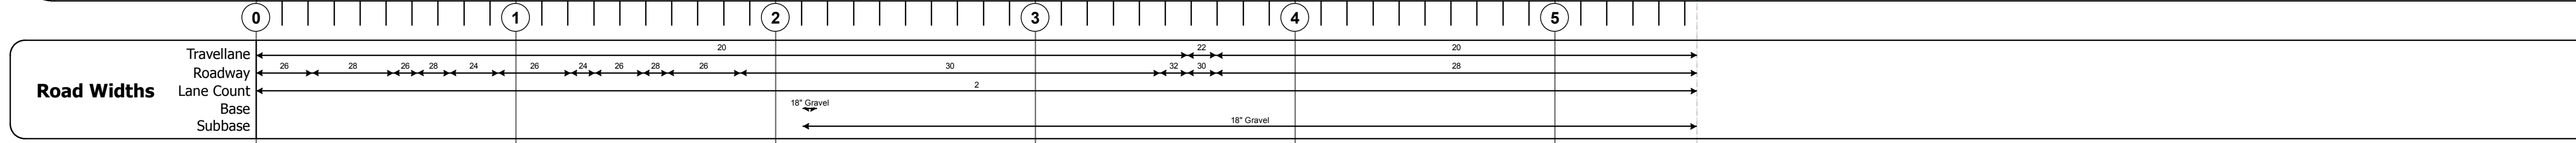 0 1 2 3 4 5
Travellane 20 22 20
Roadway 26 28 26 28 24 26 24 26 28 26 30 32 30 28
Road Widths Lane Count 2
Base 18" Gravel
Subbase 18" Gravel